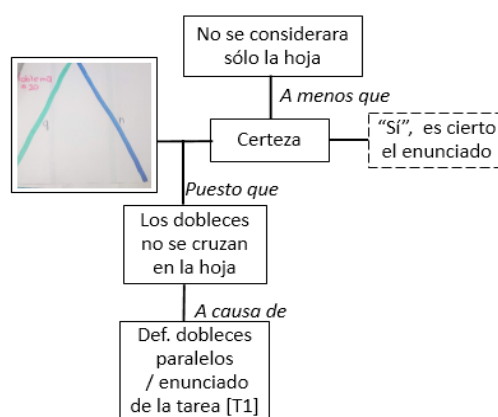 No se considerara
sólo la hoja
A menos que
q
n
Certeza
"Sí", es cierto
el enunciado
Puesto que
Los dobleces
no se cruzan
en la hoja
A causa de
Def. dobleces
paralelos
/ enunciado
de la tarea [T1]